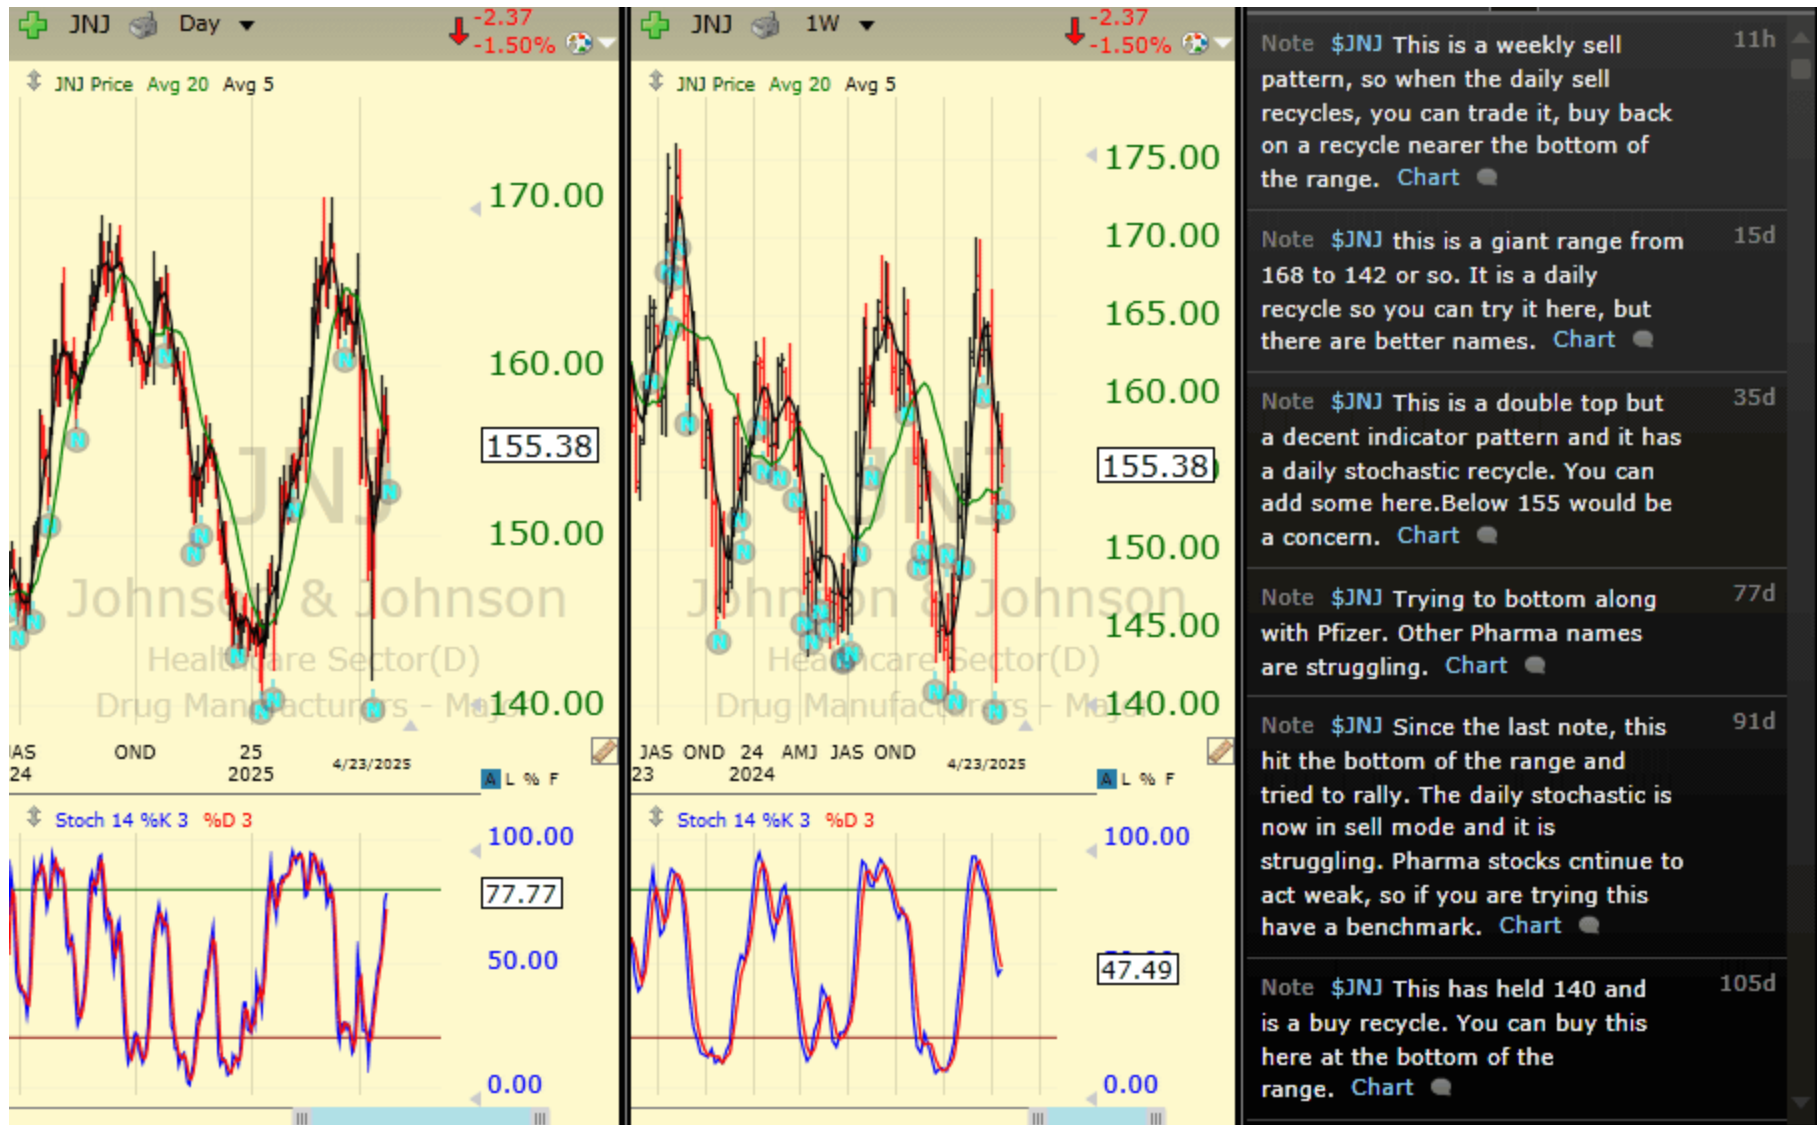 JNJ Day -2.37
-1.50%
JNJ Price Avg 20 Avg 5
170.00
160.00
155.38
150.00
140.00
JNJ
Johnson & Johnson
Healthcare Sector(D)
Drug Manufacturers - Major
JAS OND 25
24 2025 4/23/2025
A L % F
Stoch 14 %K 3 %D 3
100.00
77.77
50.00
0.00
JNJ 1W -2.37
-1.50%
JNJ Price Avg 20 Avg 5
175.00
170.00
165.00
160.00
155.38
150.00
145.00
140.00
JNJ
Johnson & Johnson
Healthcare Sector(D)
Drug Manufacturers - Major
JAS OND 24 AMJ JAS OND
23 2024 4/23/2025
A L % F
Stoch 14 %K 3 %D 3
100.00
47.49
0.00
Note $JNJ This is a weekly sell 11h
pattern, so when the daily sell
recycles, you can trade it, buy back
on a recycle nearer the bottom of
the range. Chart
Note $JNJ this is a giant range from 15d
168 to 142 or so. It is a daily
recycle so you can try it here, but
there are better names. Chart
Note $JNJ This is a double top but 35d
a decent indicator pattern and it has
a daily stochastic recycle. You can
add some here.Below 155 would be
a concern. Chart
Note $JNJ Trying to bottom along 77d
with Pfizer. Other Pharma names
are struggling. Chart
Note $JNJ Since the last note, this 91d
hit the bottom of the range and
tried to rally. The daily stochastic is
now in sell mode and it is
struggling. Pharma stocks cntinue to
act weak, so if you are trying this
have a benchmark. Chart
Note $JNJ This has held 140 and 105d
is a buy recycle. You can buy this
here at the bottom of the
range. Chart